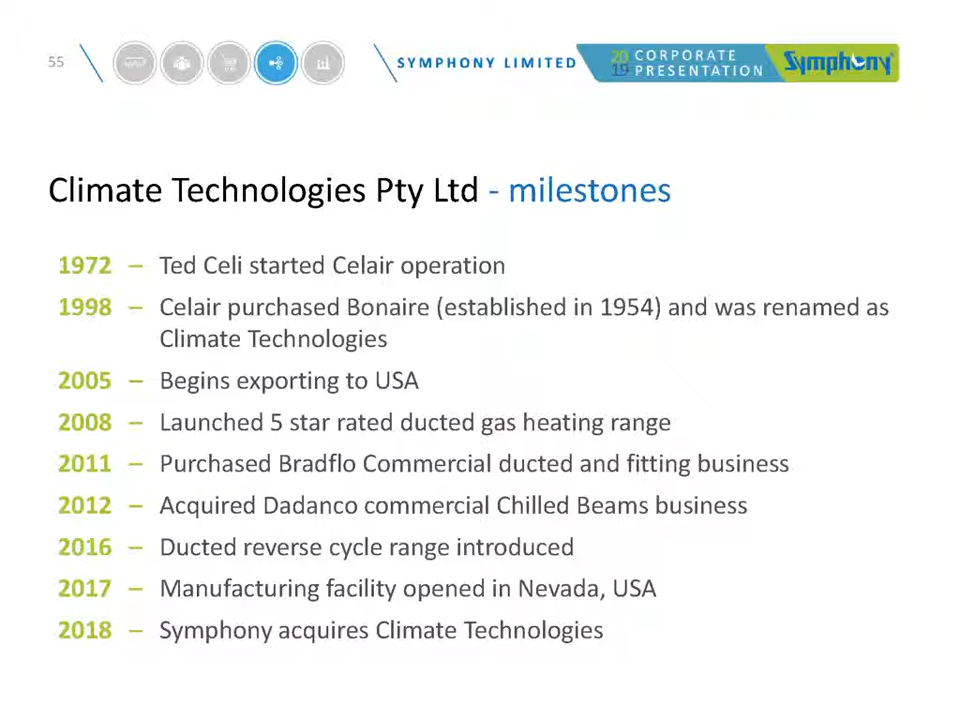 55
SYMPHONY LIMITED
2019 CORPORATE PRESENTATION
Symphony
Climate Technologies Pty Ltd - milestones
1972 – Ted Celi started Celair operation
1998 – Celair purchased Bonaire (established in 1954) and was renamed as
Climate Technologies
2005 – Begins exporting to USA
2008 – Launched 5 star rated ducted gas heating range
2011 – Purchased Bradflo Commercial ducted and fitting business
2012 – Acquired Dadanco commercial Chilled Beams business
2016 – Ducted reverse cycle range introduced
2017 – Manufacturing facility opened in Nevada, USA
2018 – Symphony acquires Climate Technologies